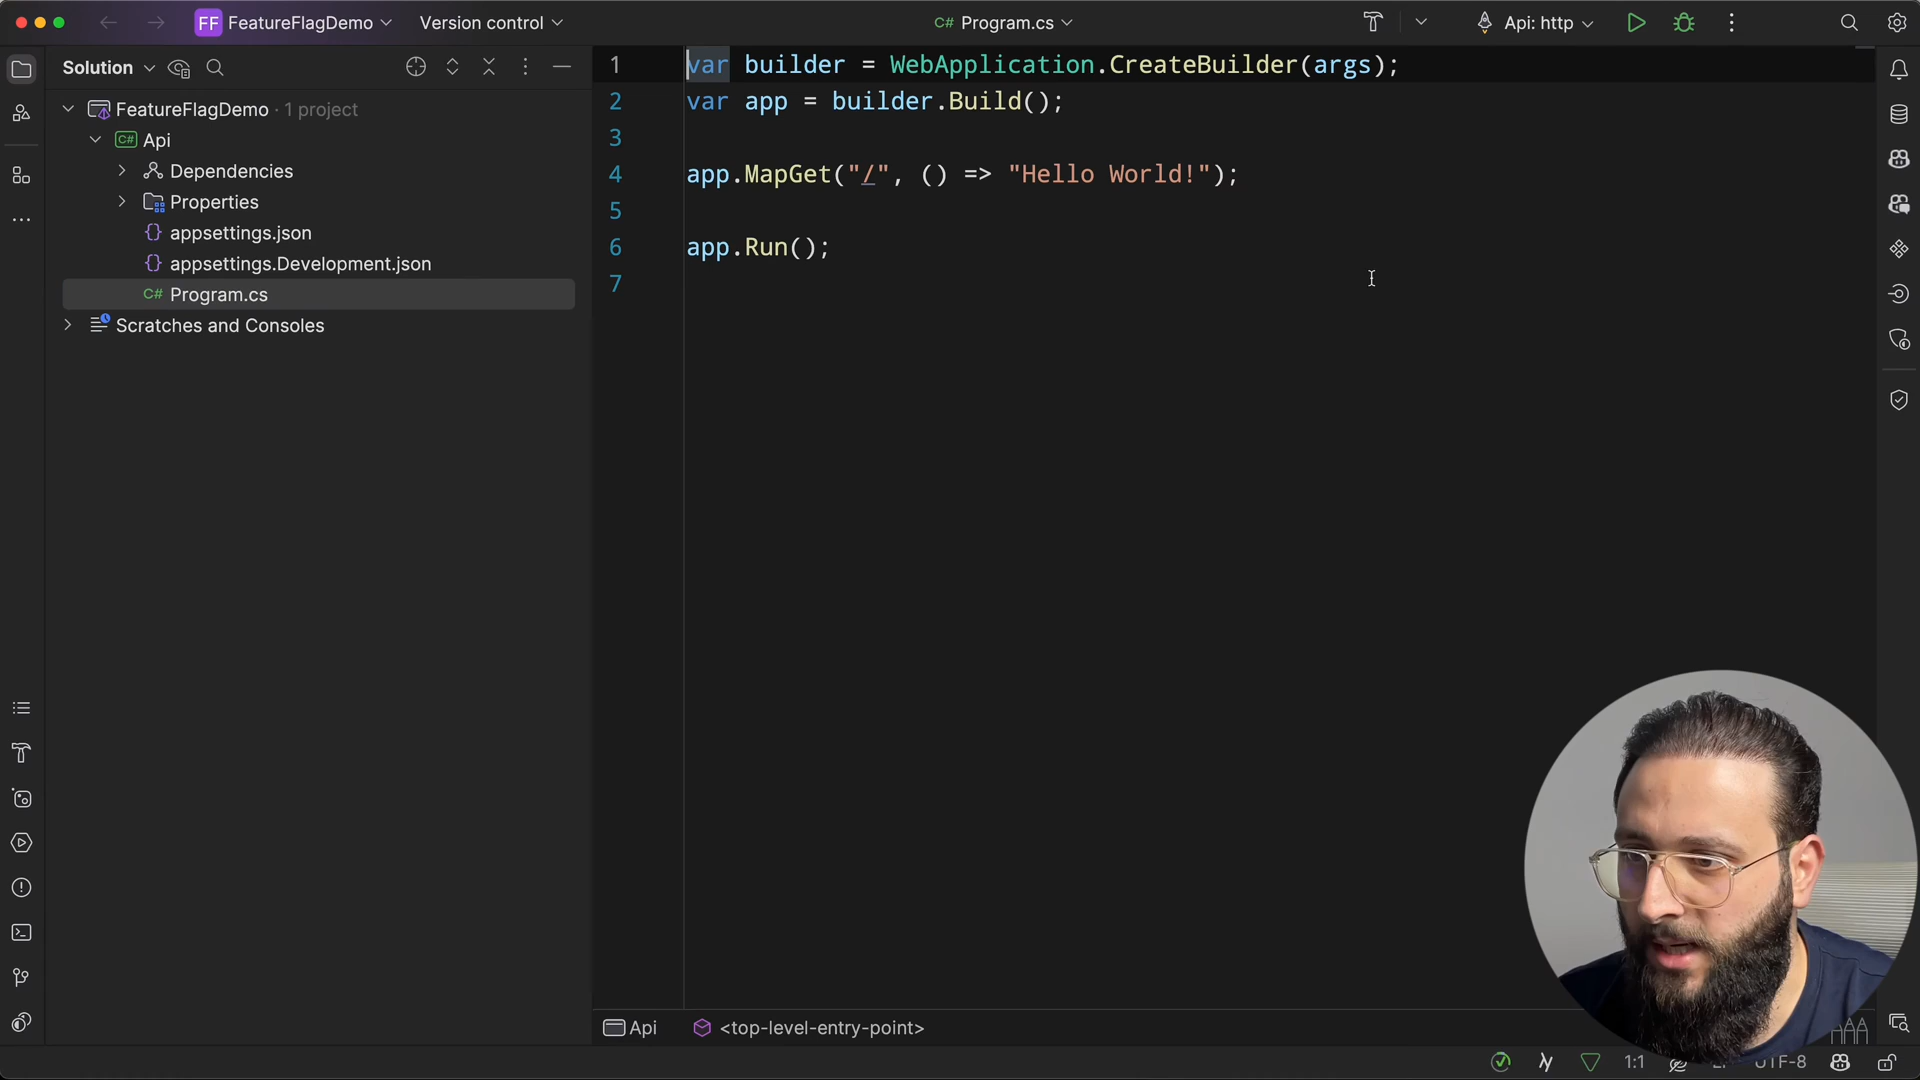 FF FeatureFlagDemo Version control C# Program.cs Api: http
Solution
FeatureFlagDemo · 1 project
C# Api
Dependencies
Properties
{} appsettings.json
{} appsettings.Development.json
C# Program.cs
Scratches and Consoles
1 var builder = WebApplication.CreateBuilder(args);
2 var app = builder.Build();
3
4 app.MapGet("/", () => "Hello World!");
5
6 app.Run();
7
Api <top-level-entry-point>
1:1 UTF-8